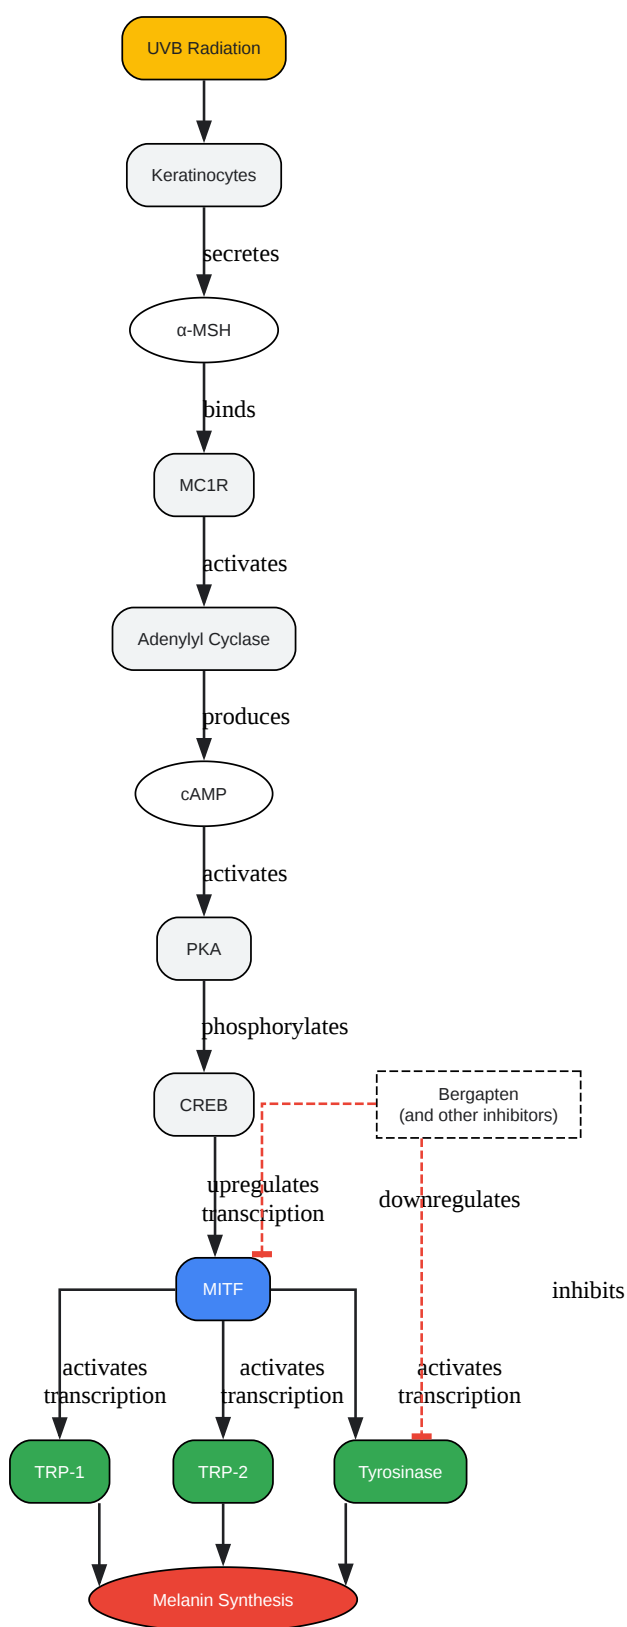 UVB Radiation
Keratinocytes
secretes
α-MSH
binds
MC1R
activates
Adenylyl Cyclase
produces
cAMP
activates
PKA
phosphorylates
CREB
Bergapten
(and other inhibitors)
upregulates
transcription
downregulates
MITF
inhibits
activates
transcription
activates
transcription
activates
transcription
TRP-1
TRP-2
Tyrosinase
Melanin Synthesis